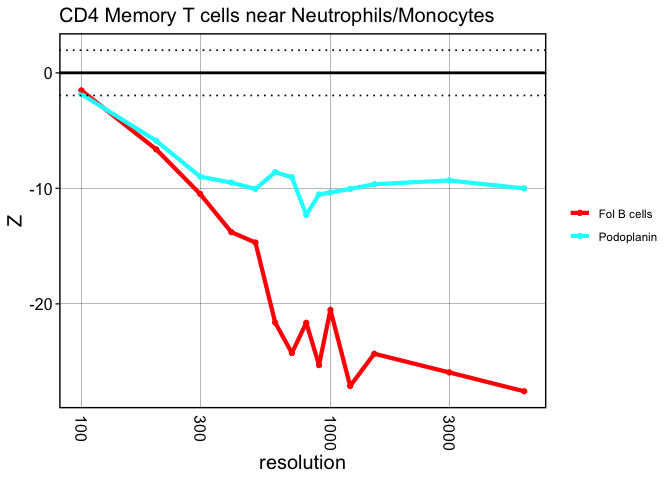 CD4 Memory T cells near Neutrophils/Monocytes
0
-10
-20
Z
100
300
1000
3000
resolution
Fol B cells
Podoplanin